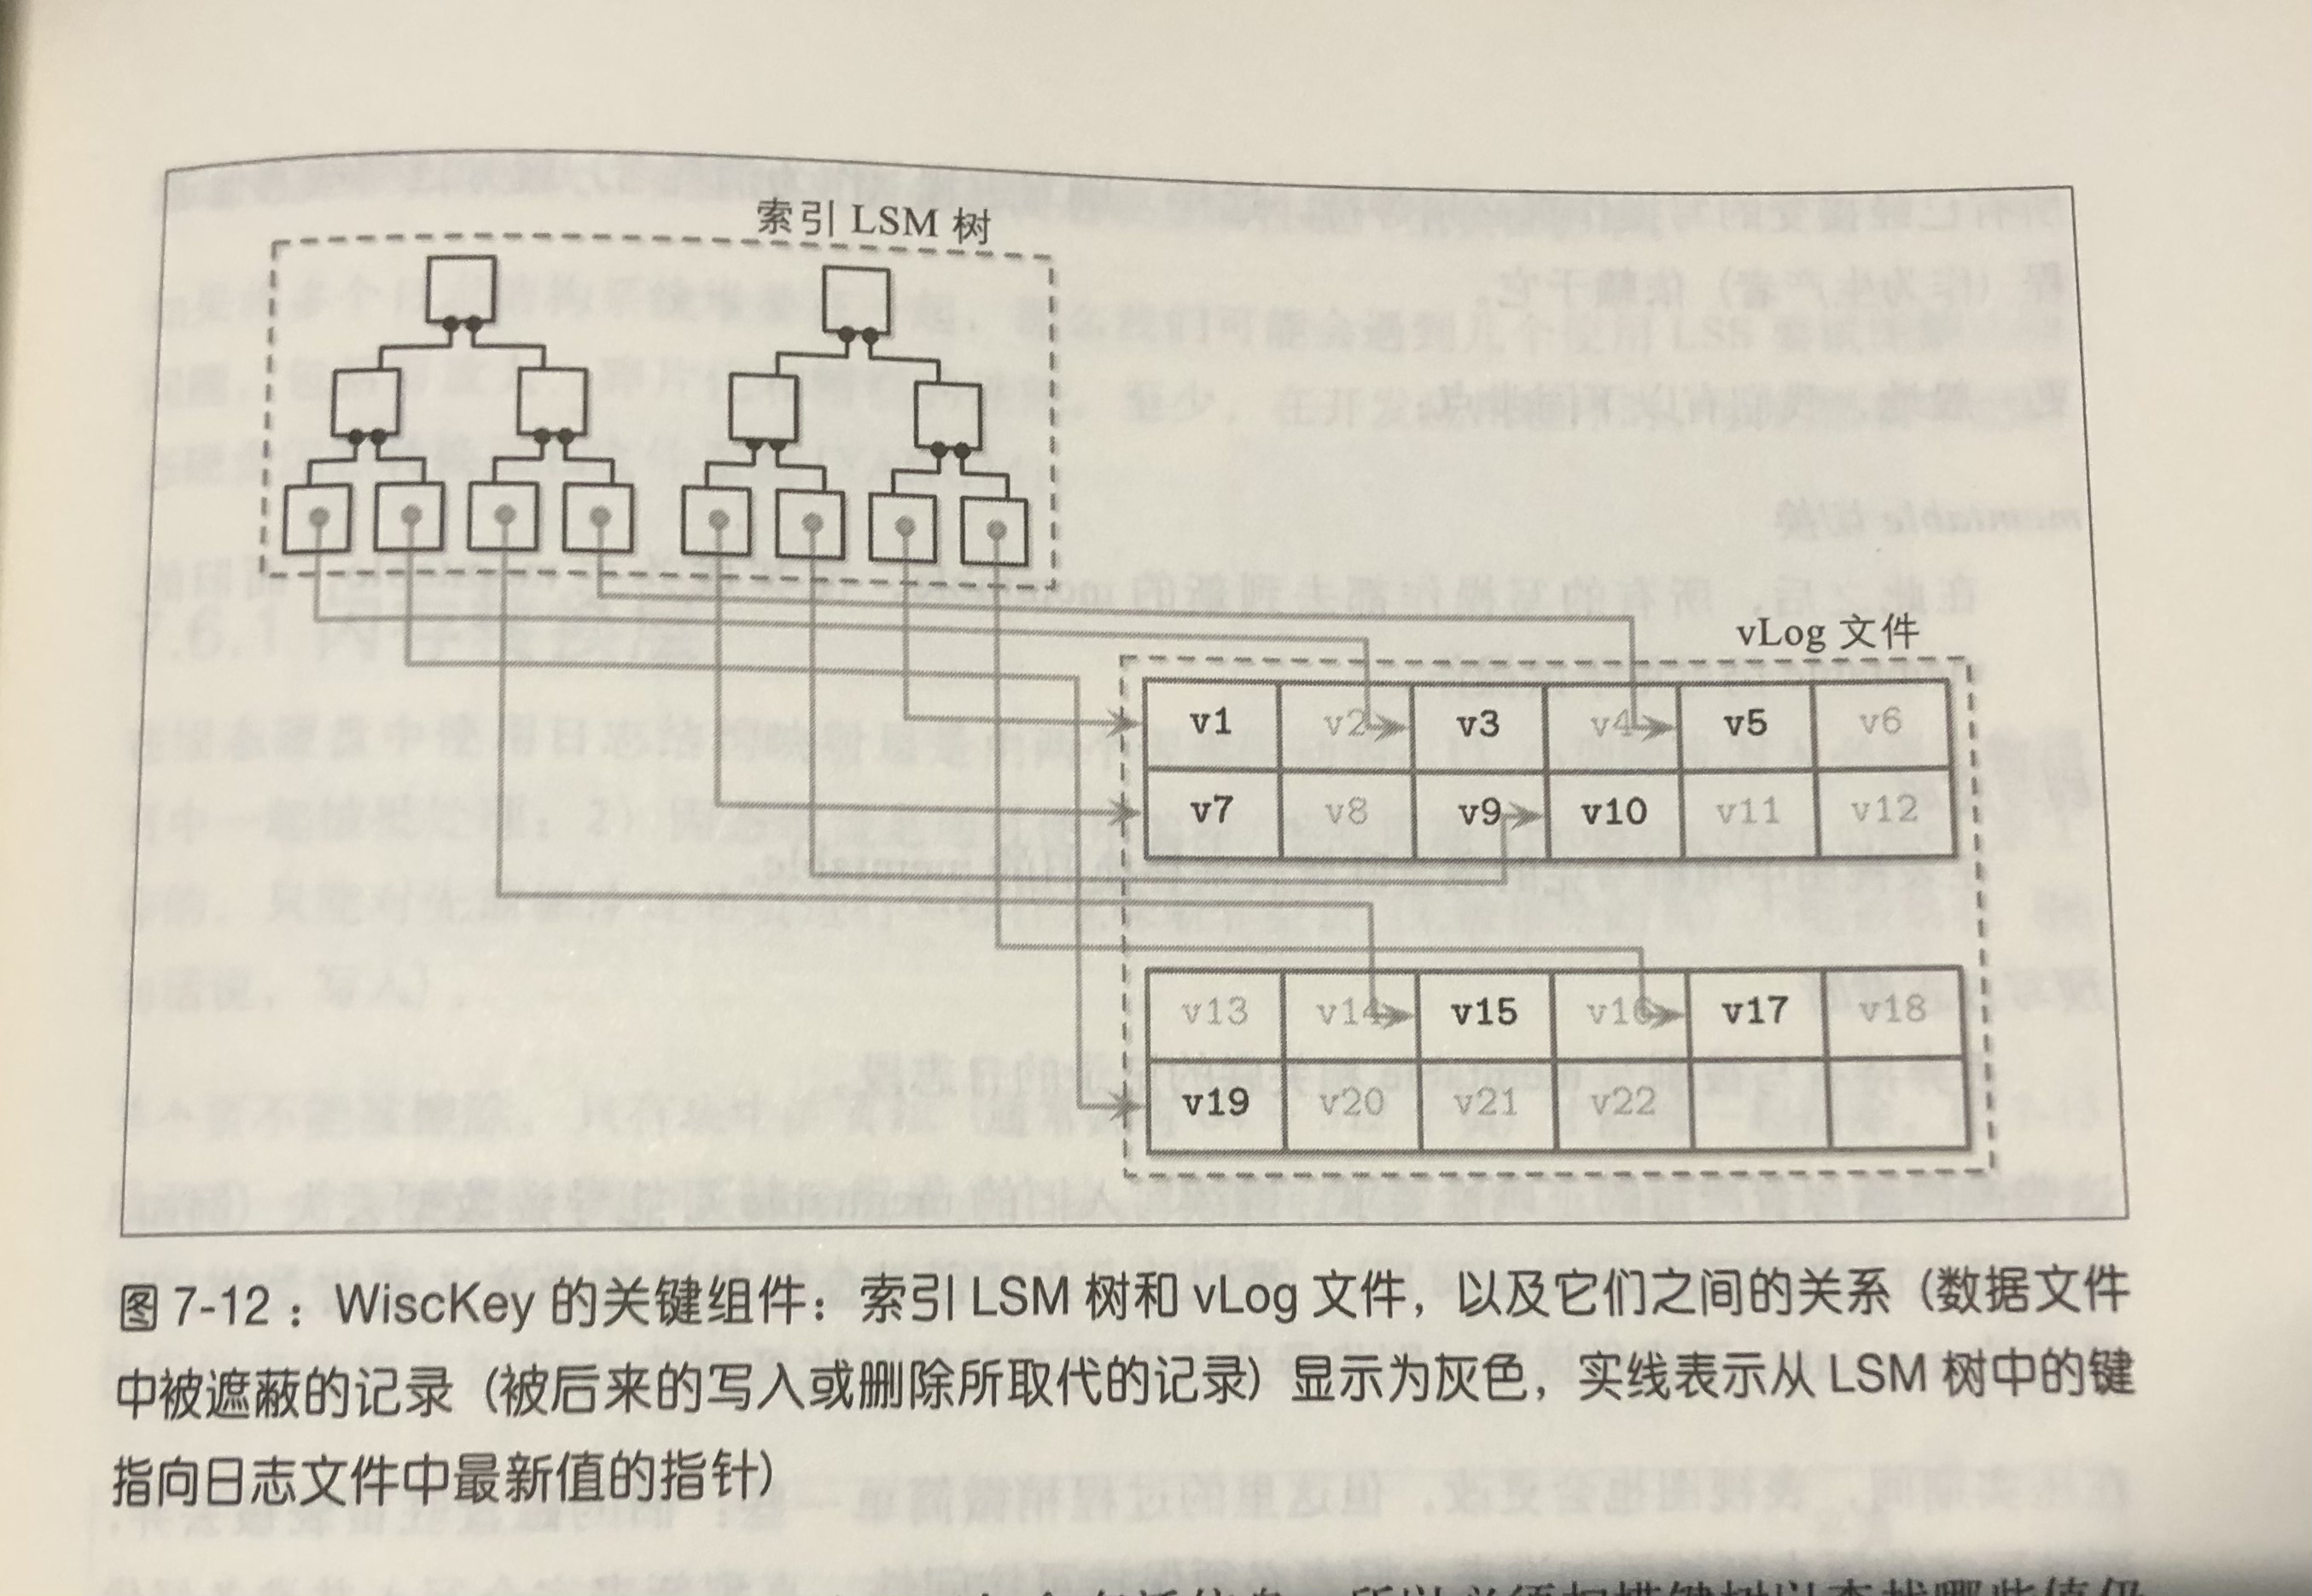 索引 LSM 树
vLog 文件
v1 v2 v3 v4 v5 v6
v7 v8 v9 v10 v11 v12
v13 v14 v15 v16 v17 v18
v19 v20 v21 v22
图 7-12：WiscKey 的关键组件：索引 LSM 树和 vLog 文件，以及它们之间的关系（数据文件
中被遮蔽的记录（被后来的写入或删除所取代的记录）显示为灰色，实线表示从 LSM 树中的键
指向日志文件中最新值的指针）